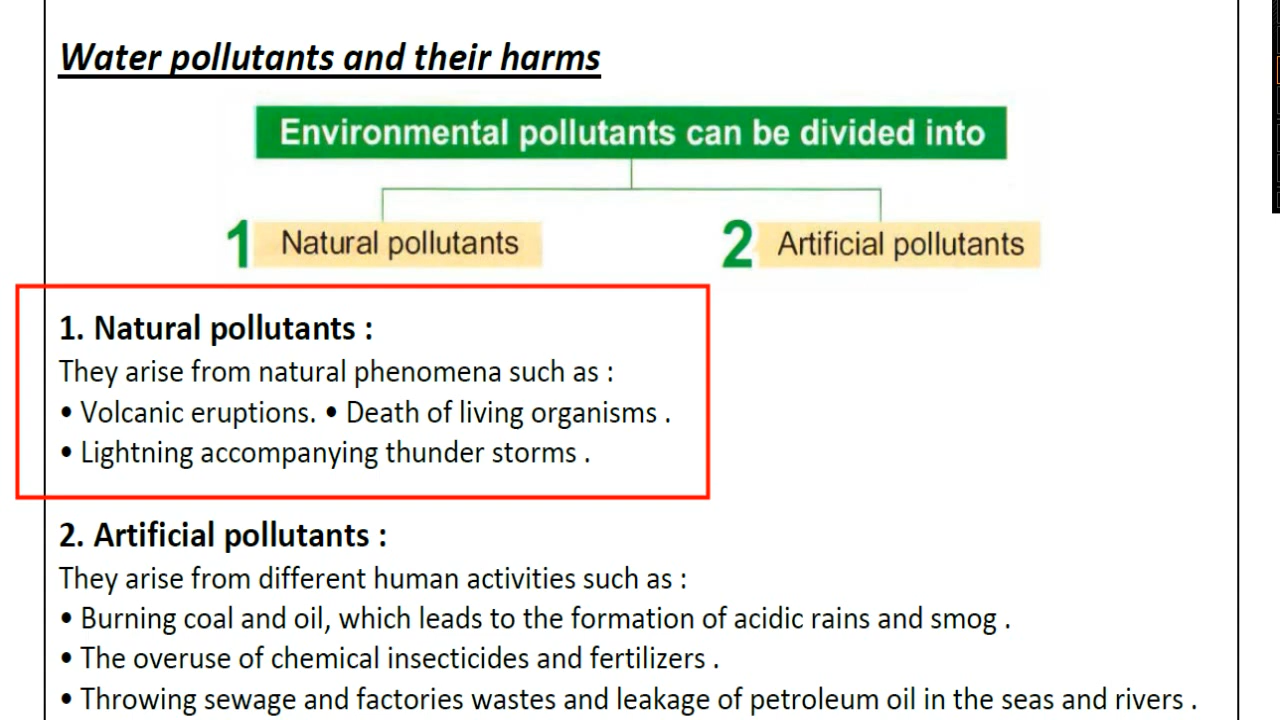 Water pollutants and their harms
Environmental pollutants can be divided into
1 Natural pollutants
2 Artificial pollutants
1. Natural pollutants :
They arise from natural phenomena such as :
• Volcanic eruptions. • Death of living organisms .
• Lightning accompanying thunder storms .
2. Artificial pollutants :
They arise from different human activities such as :
• Burning coal and oil, which leads to the formation of acidic rains and smog .
• The overuse of chemical insecticides and fertilizers .
• Throwing sewage and factories wastes and leakage of petroleum oil in the seas and rivers .